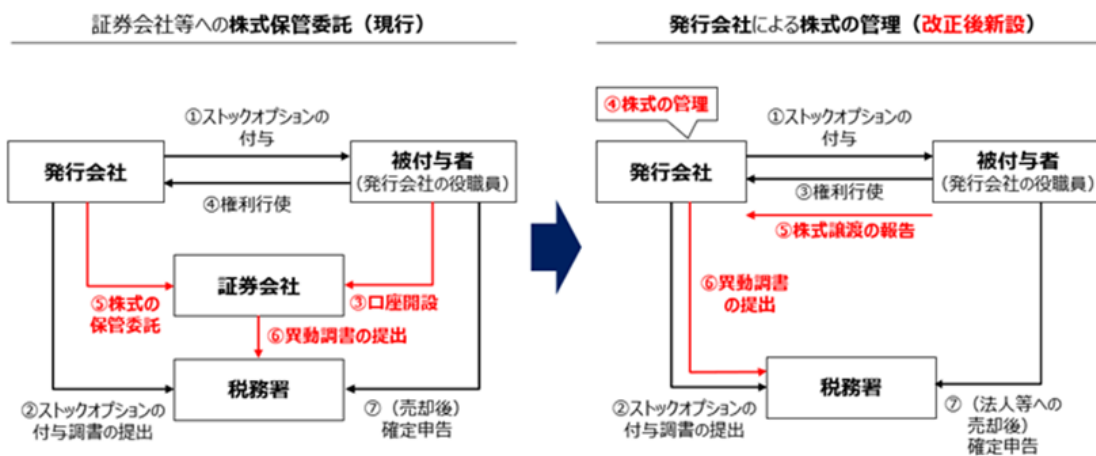 証券会社等への株式保管委託（現行）
①ストックオプションの
付与
発行会社
被付与者
（発行会社の役職員）
④権利行使
証券会社
⑤株式の
保管委託
③口座開設
⑥異動調書の提出
税務署
②ストックオプションの
付与調書の提出
⑦（売却後）
確定申告
発行会社による株式の管理（改正後新設）
④株式の管理
①ストックオプションの
付与
発行会社
被付与者
（発行会社の役職員）
③権利行使
⑤株式譲渡の報告
⑥異動調書
の提出
税務署
②ストックオプションの
付与調書の提出
⑦（法人等への
売却後）
確定申告